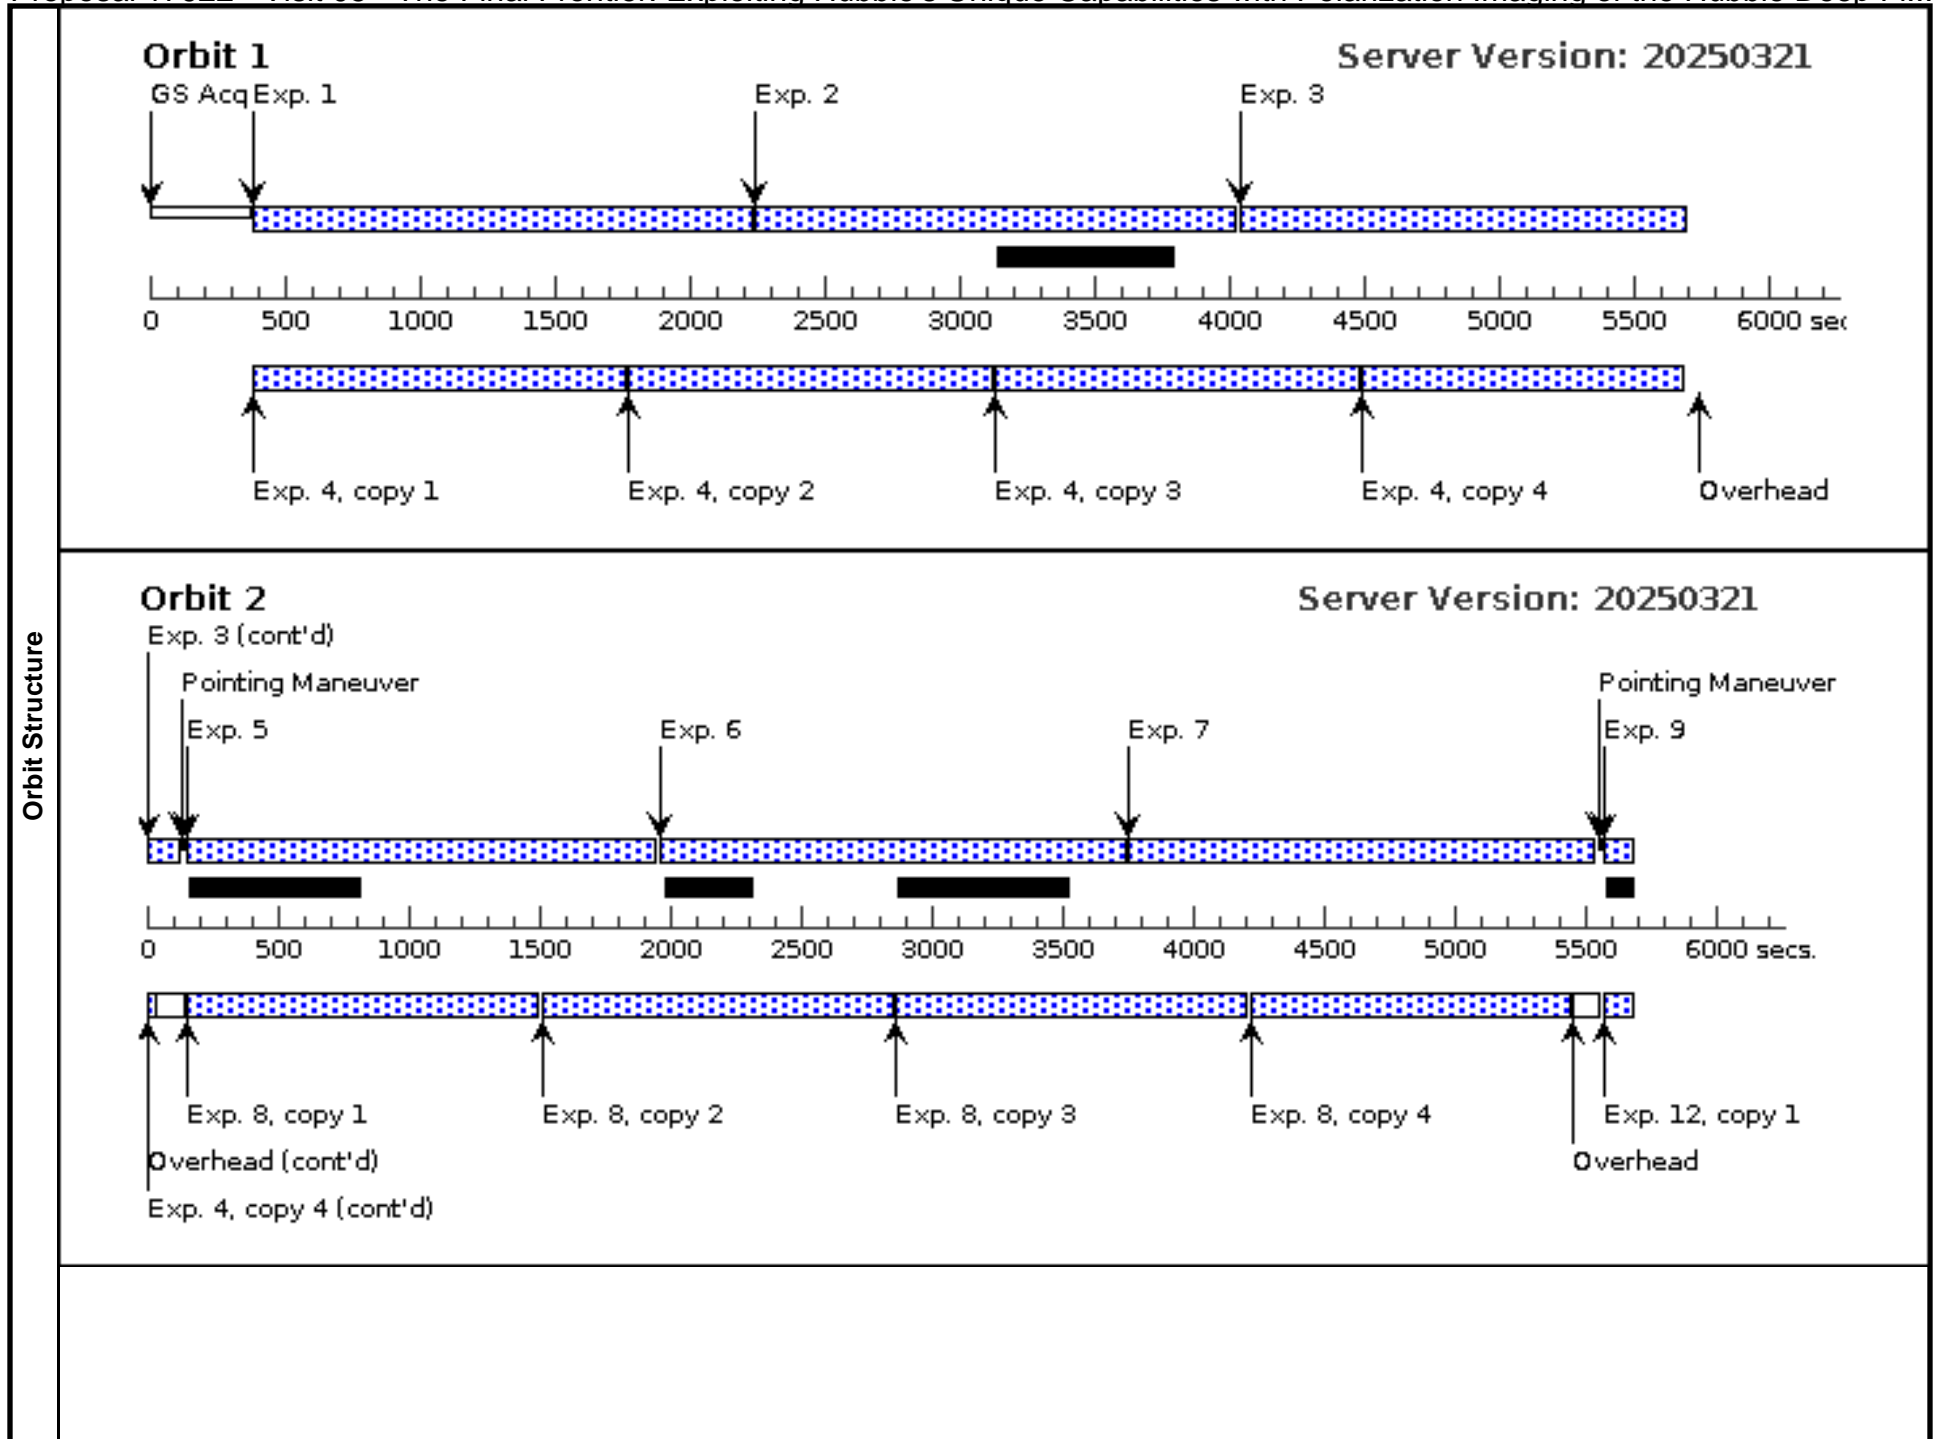 Orbit Structure
Orbit 1 Server Version: 20250321
GS Acq Exp. 1 Exp. 2 Exp. 3
0 500 1000 1500 2000 2500 3000 3500 4000 4500 5000 5500 6000 sec
Exp. 4, copy 1 Exp. 4, copy 2 Exp. 4, copy 3 Exp. 4, copy 4 Overhead
Orbit 2 Server Version: 20250321
Exp. 3 (cont'd)
Pointing Maneuver Pointing Maneuver
Exp. 5 Exp. 6 Exp. 7 Exp. 9
0 500 1000 1500 2000 2500 3000 3500 4000 4500 5000 5500 6000 secs.
Exp. 8, copy 1 Exp. 8, copy 2 Exp. 8, copy 3 Exp. 8, copy 4 Exp. 12, copy 1
Overhead (cont'd) Overhead
Exp. 4, copy 4 (cont'd)